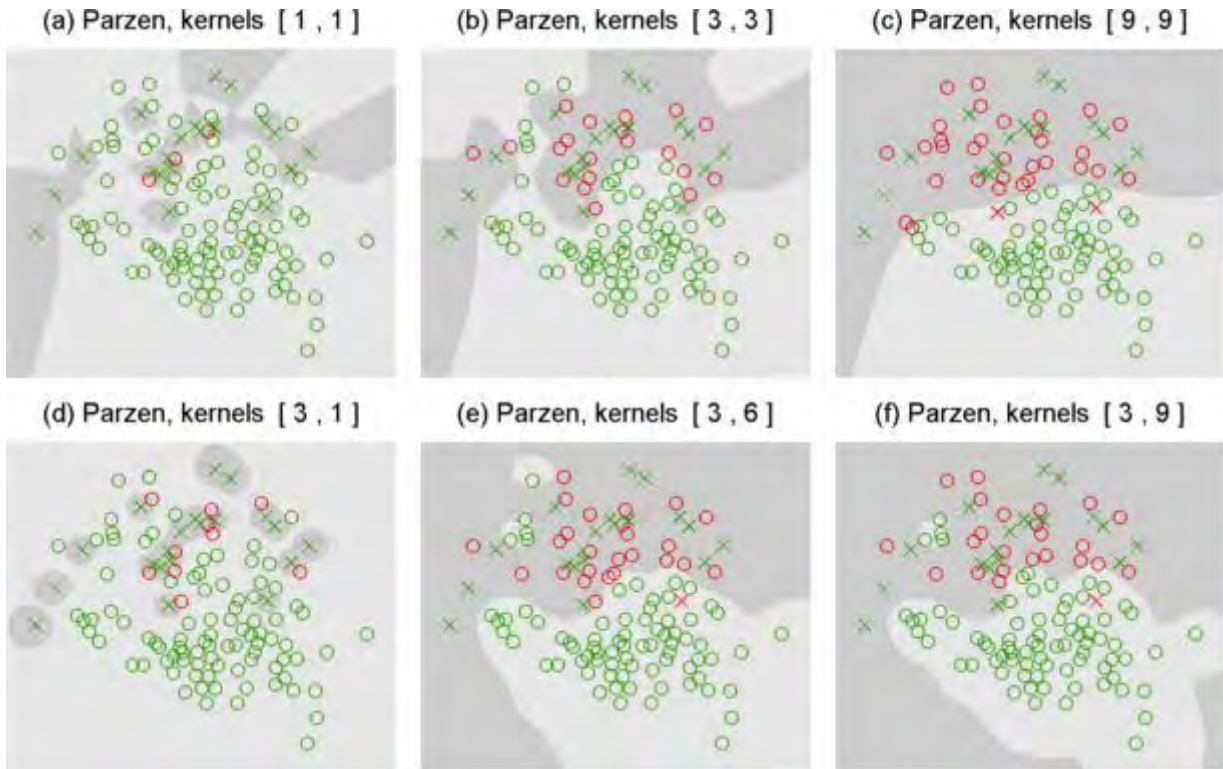 (a) Parzen, kernels [ 1 , 1 ]
(b) Parzen, kernels [ 3 , 3 ]
(c) Parzen, kernels [ 9 , 9 ]
(d) Parzen, kernels [ 3 , 1 ]
(e) Parzen, kernels [ 3 , 6 ]
(f) Parzen, kernels [ 3 , 9 ]